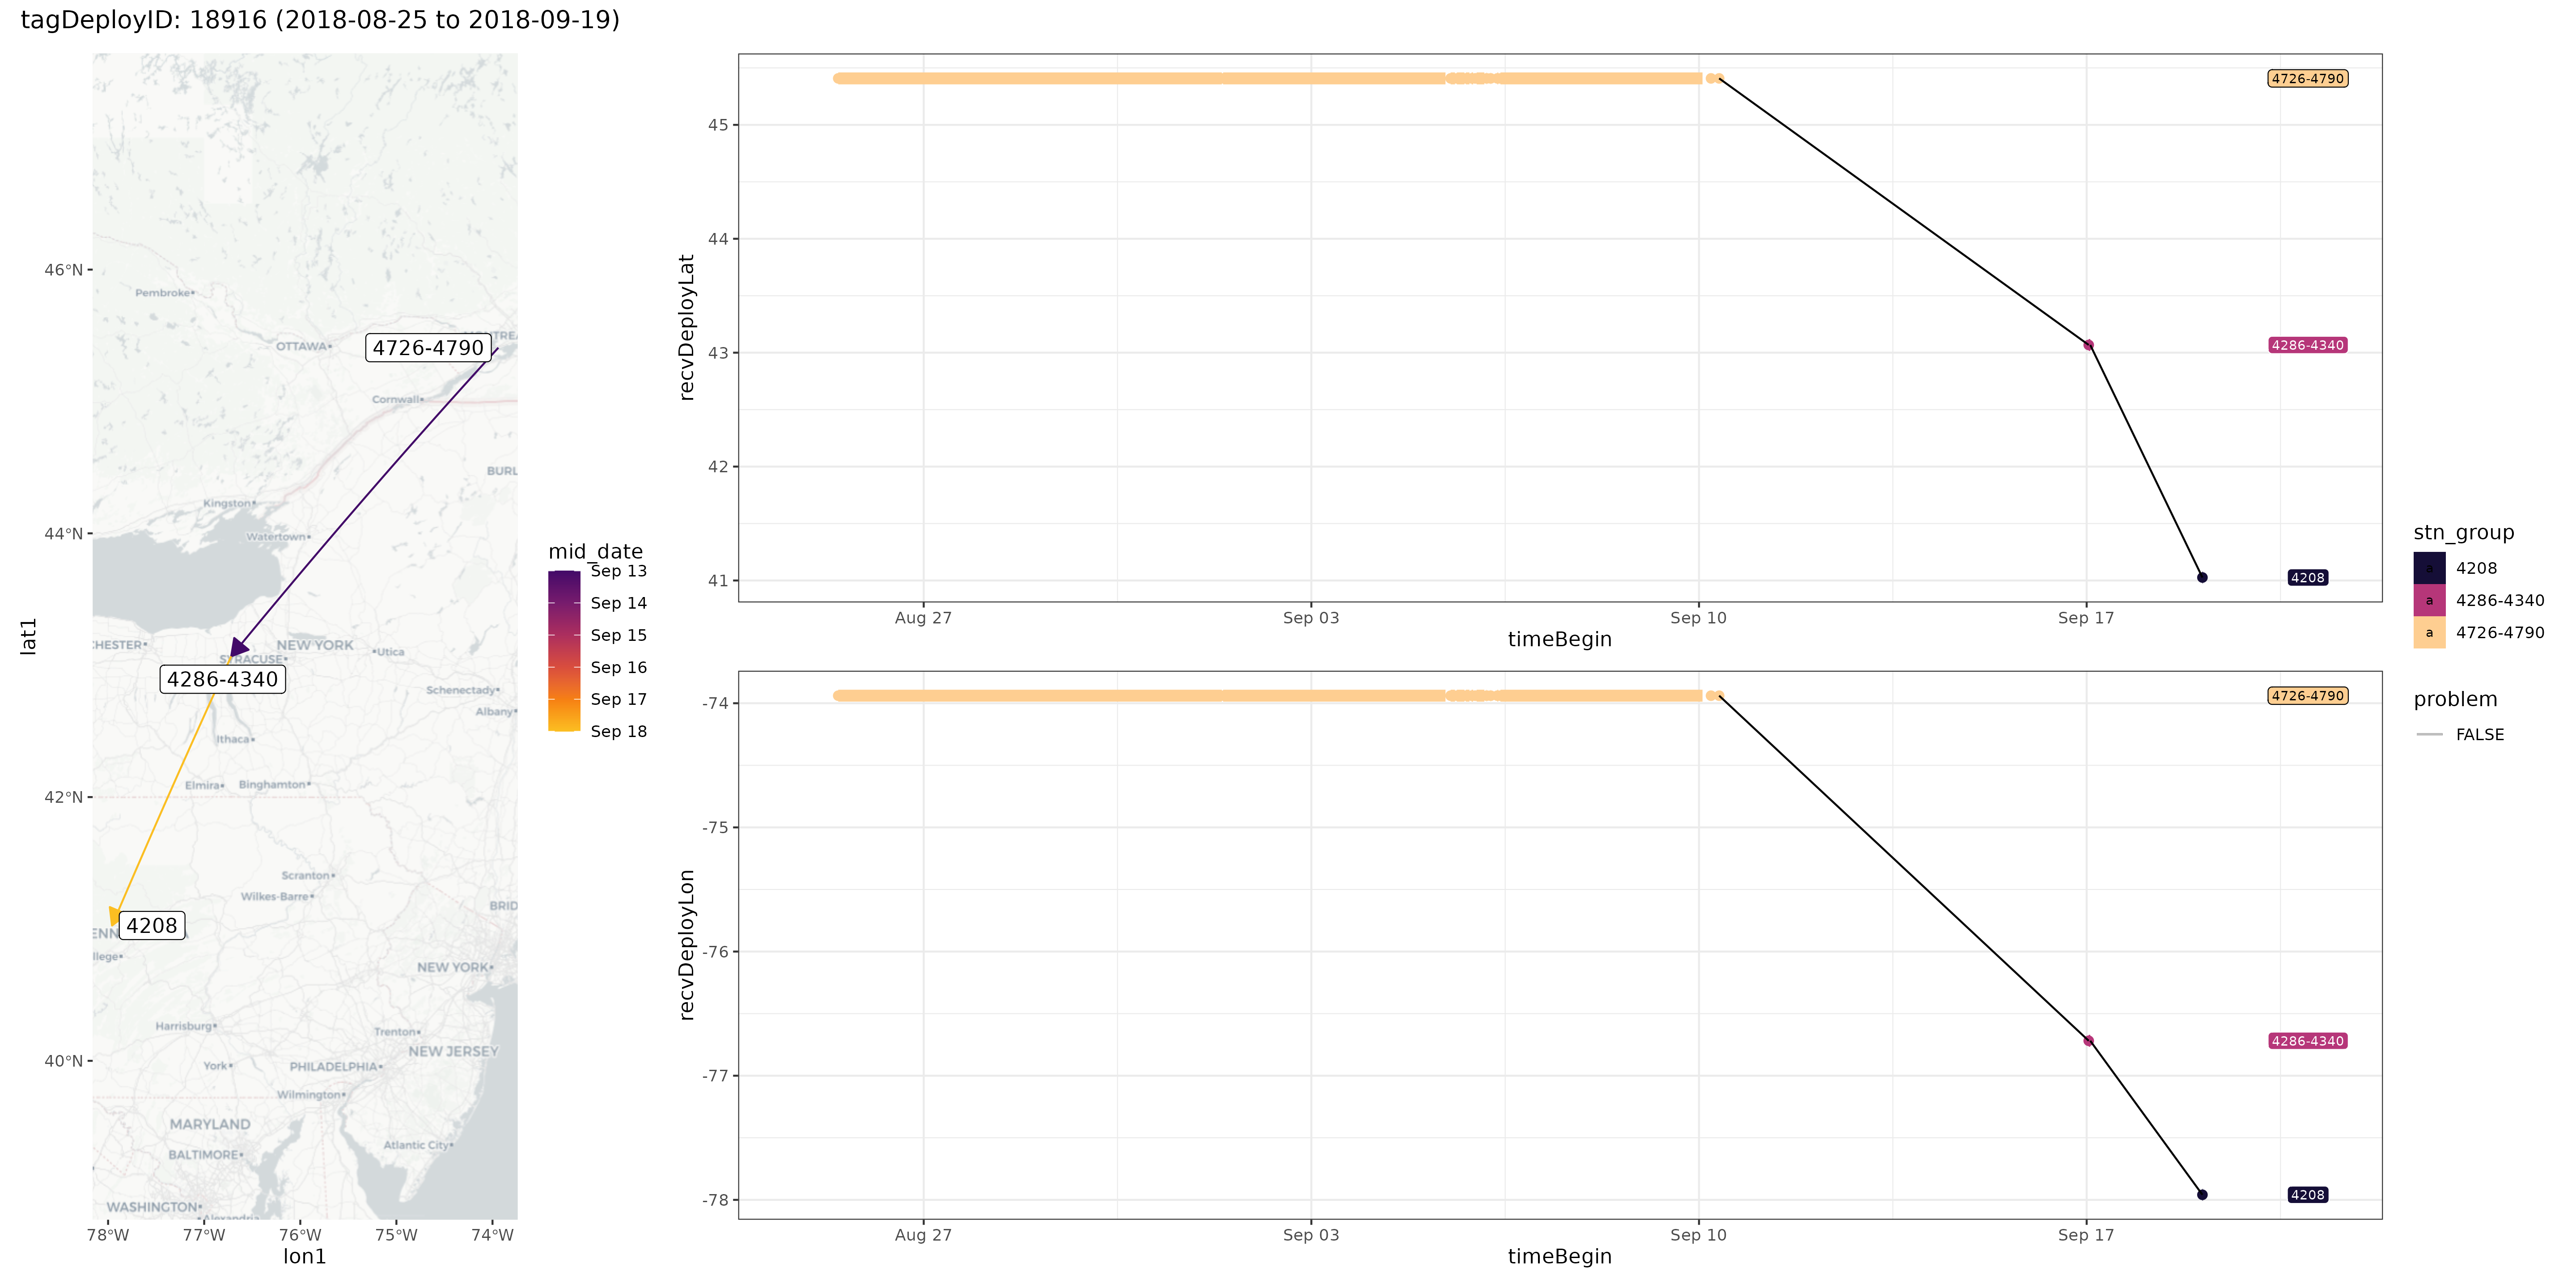 tagDeployID: 18916 (2018-08-25 to 2018-09-19)
lat1
46°N
44°N
42°N
40°N
Pembroke
OTTAWA
MONTRE
4726-4790
Cornwall
BURL
Kingston
Watertown
CHESTER
SYRACUSE
NEW YORK
Utica
4286-4340
Schenectady
Albany
Ithaca
Elmira
Binghamton
Scranton
Wilkes-Barre
BRID
4208
ENN
A
llege
NEW YORK
Harrisburg
Trenton
NEW JERSEY
York
PHILADELPHIA
Wilmington
MARYLAND
Atlantic City
BALTIMORE
WASHINGTON
Alexandria
78°W
77°W
76°W
75°W
74°W
lon1
mid_date
Sep 13
Sep 14
Sep 15
Sep 16
Sep 17
Sep 18
recvDeployLat
45
44
43
42
41
4726-4790
4286-4340
4208
Aug 27
Sep 03
Sep 10
Sep 17
timeBegin
recvDeployLon
-74
-75
-76
-77
-78
4726-4790
4286-4340
4208
Aug 27
Sep 03
Sep 10
Sep 17
timeBegin
stn_group
a 4208
a 4286-4340
a 4726-4790
problem
FALSE